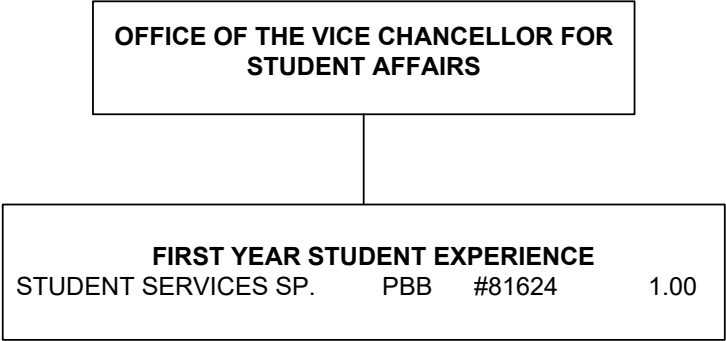 OFFICE OF THE VICE CHANCELLOR FOR
STUDENT AFFAIRS
FIRST YEAR STUDENT EXPERIENCE
STUDENT SERVICES SP. PBB #81624 1.00